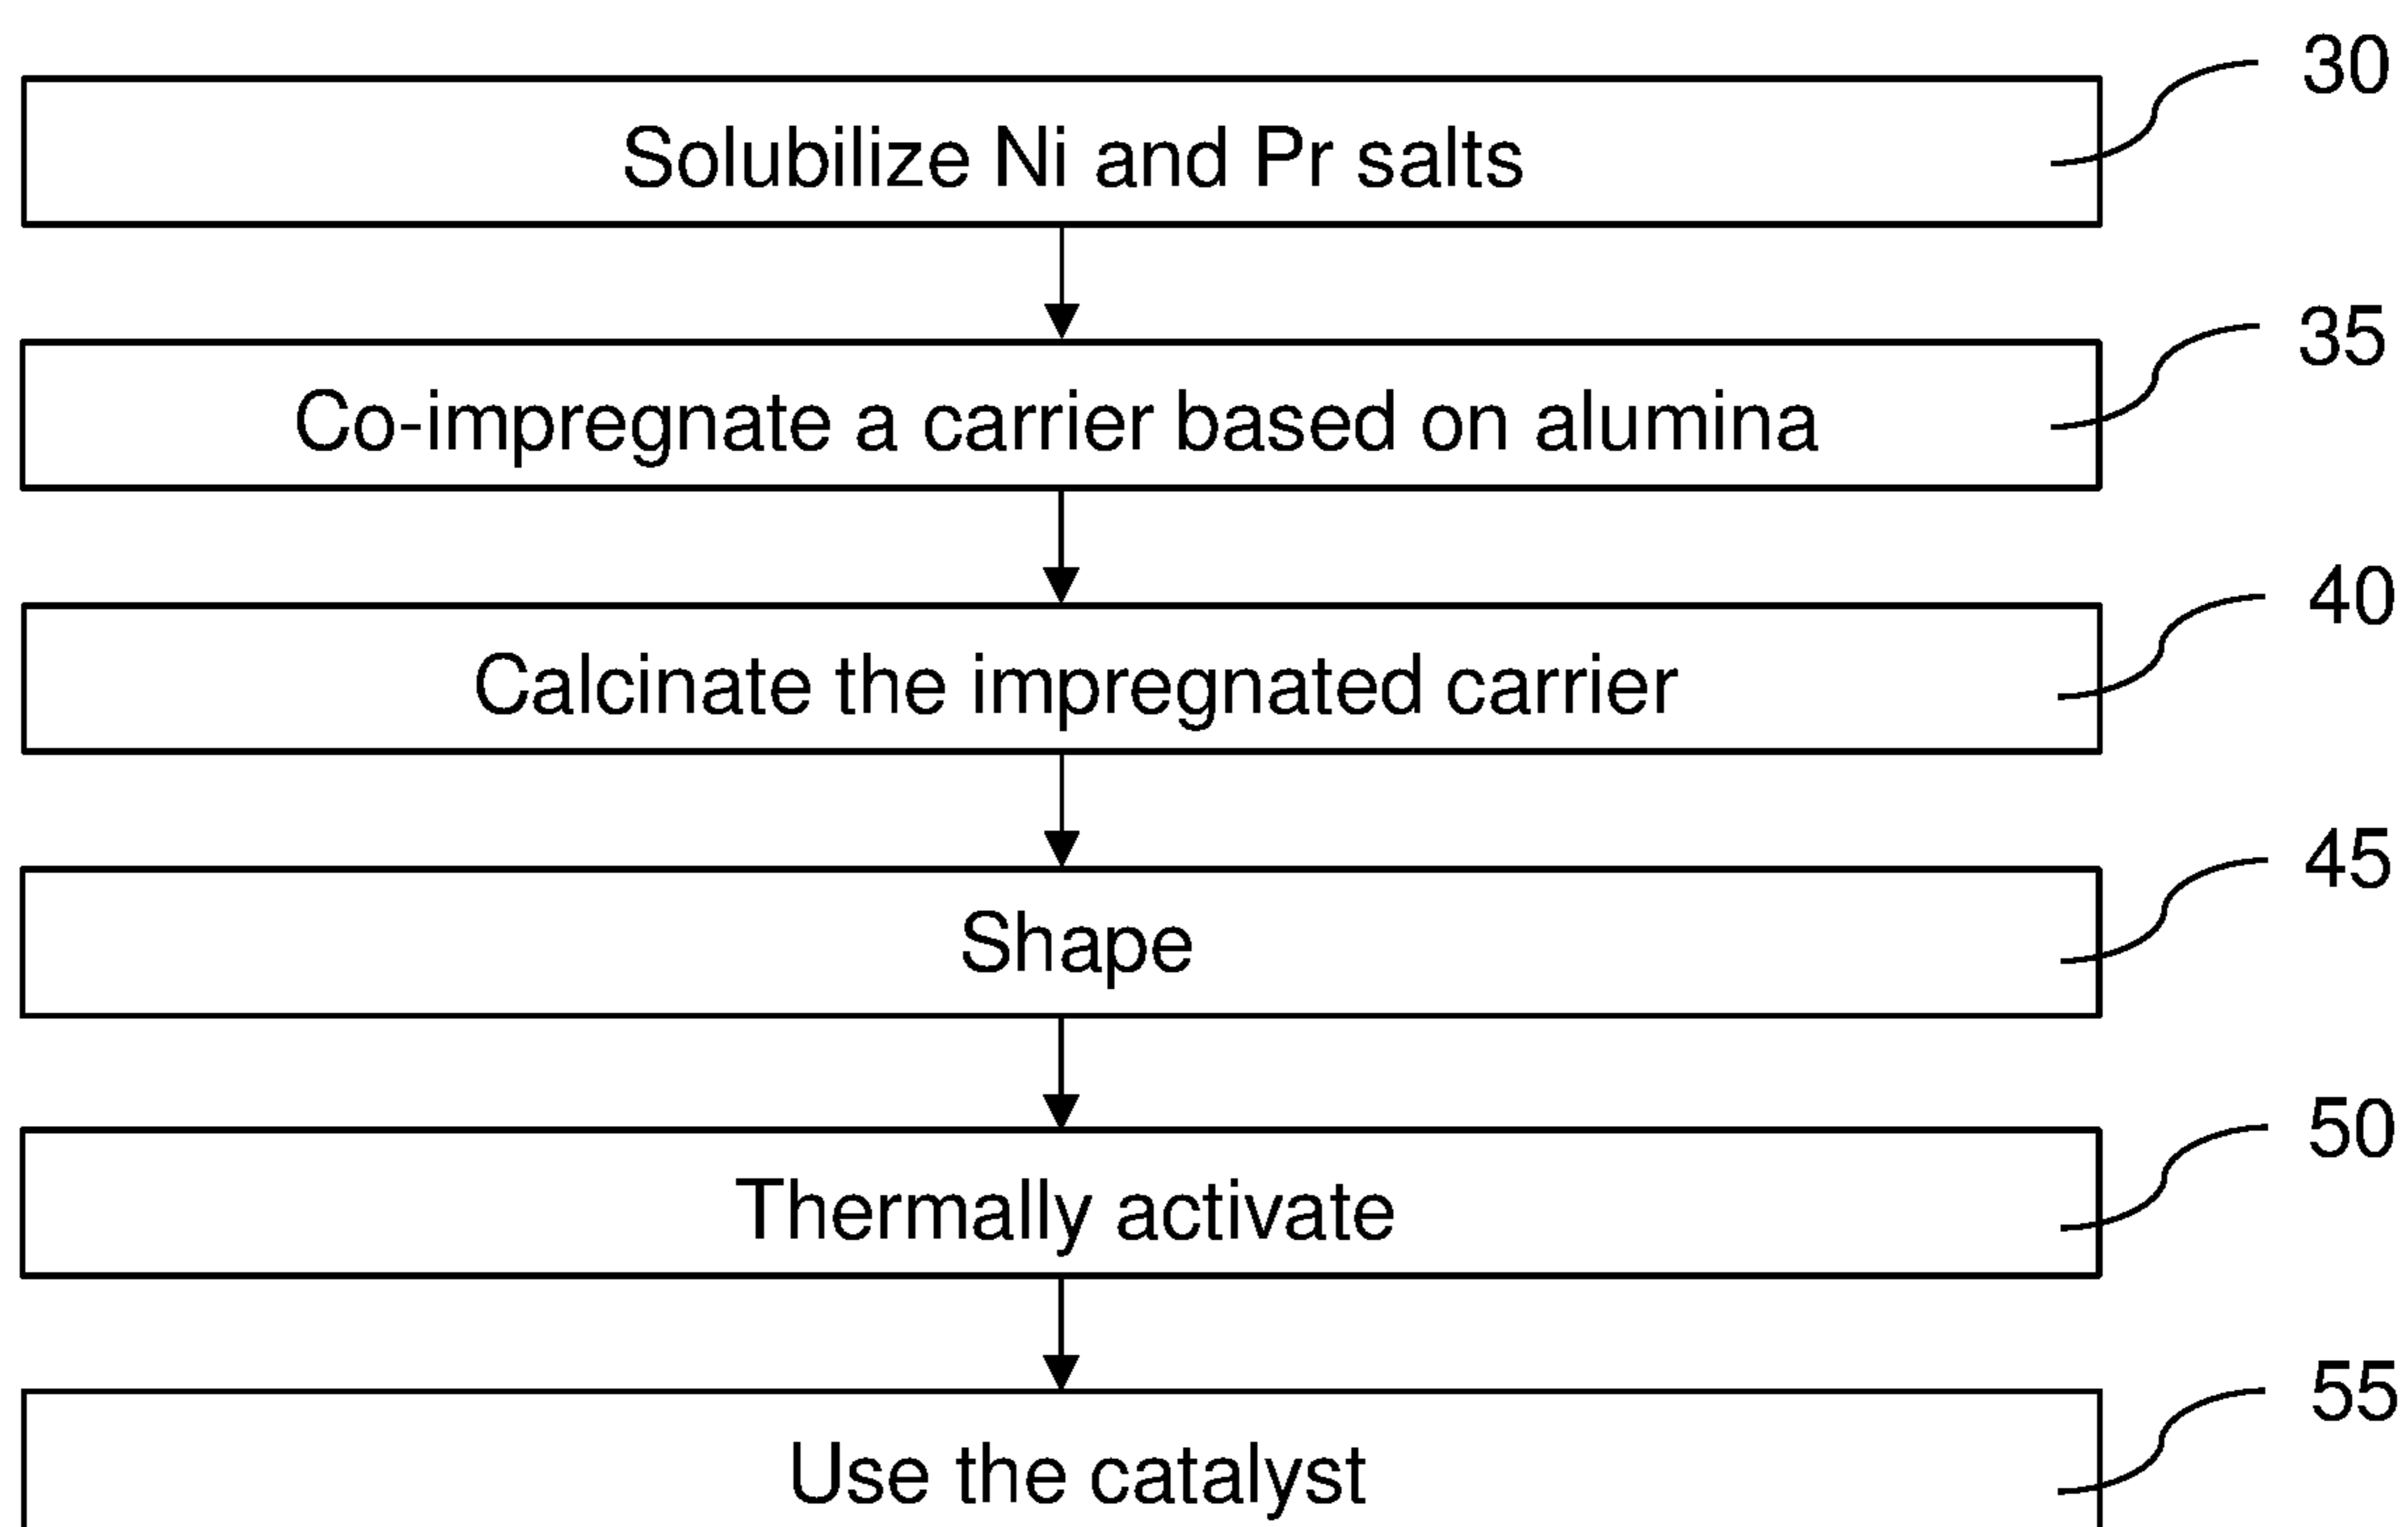 Solubilize Ni and Pr salts 30
Co-impregnate a carrier based on alumina 35
Calcinate the impregnated carrier 40
Shape 45
Thermally activate 50
Use the catalyst 55